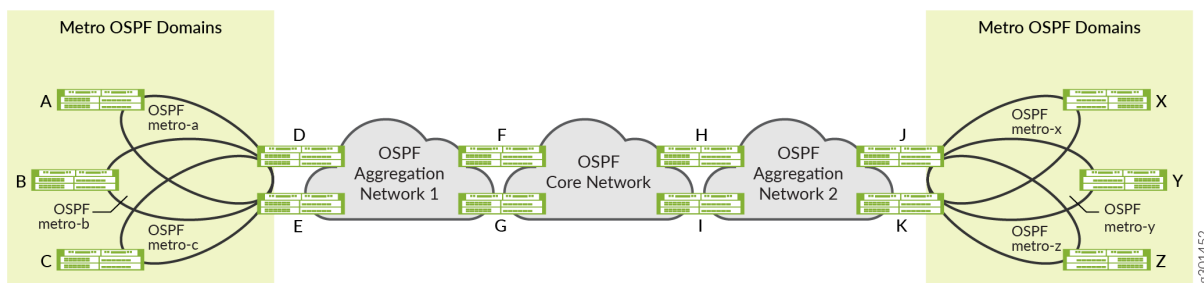 Metro OSPF Domains
Metro OSPF Domains
A
OSPF
metro-a
B
OSPF
metro-b
C
OSPF
metro-c
D
E
OSPF
Aggregation
Network 1
F
G
OSPF
Core Network
H
I
OSPF
Aggregation
Network 2
J
K
OSPF
metro-x
X
Y
OSPF
metro-y
OSPF
metro-z
Z
g301452